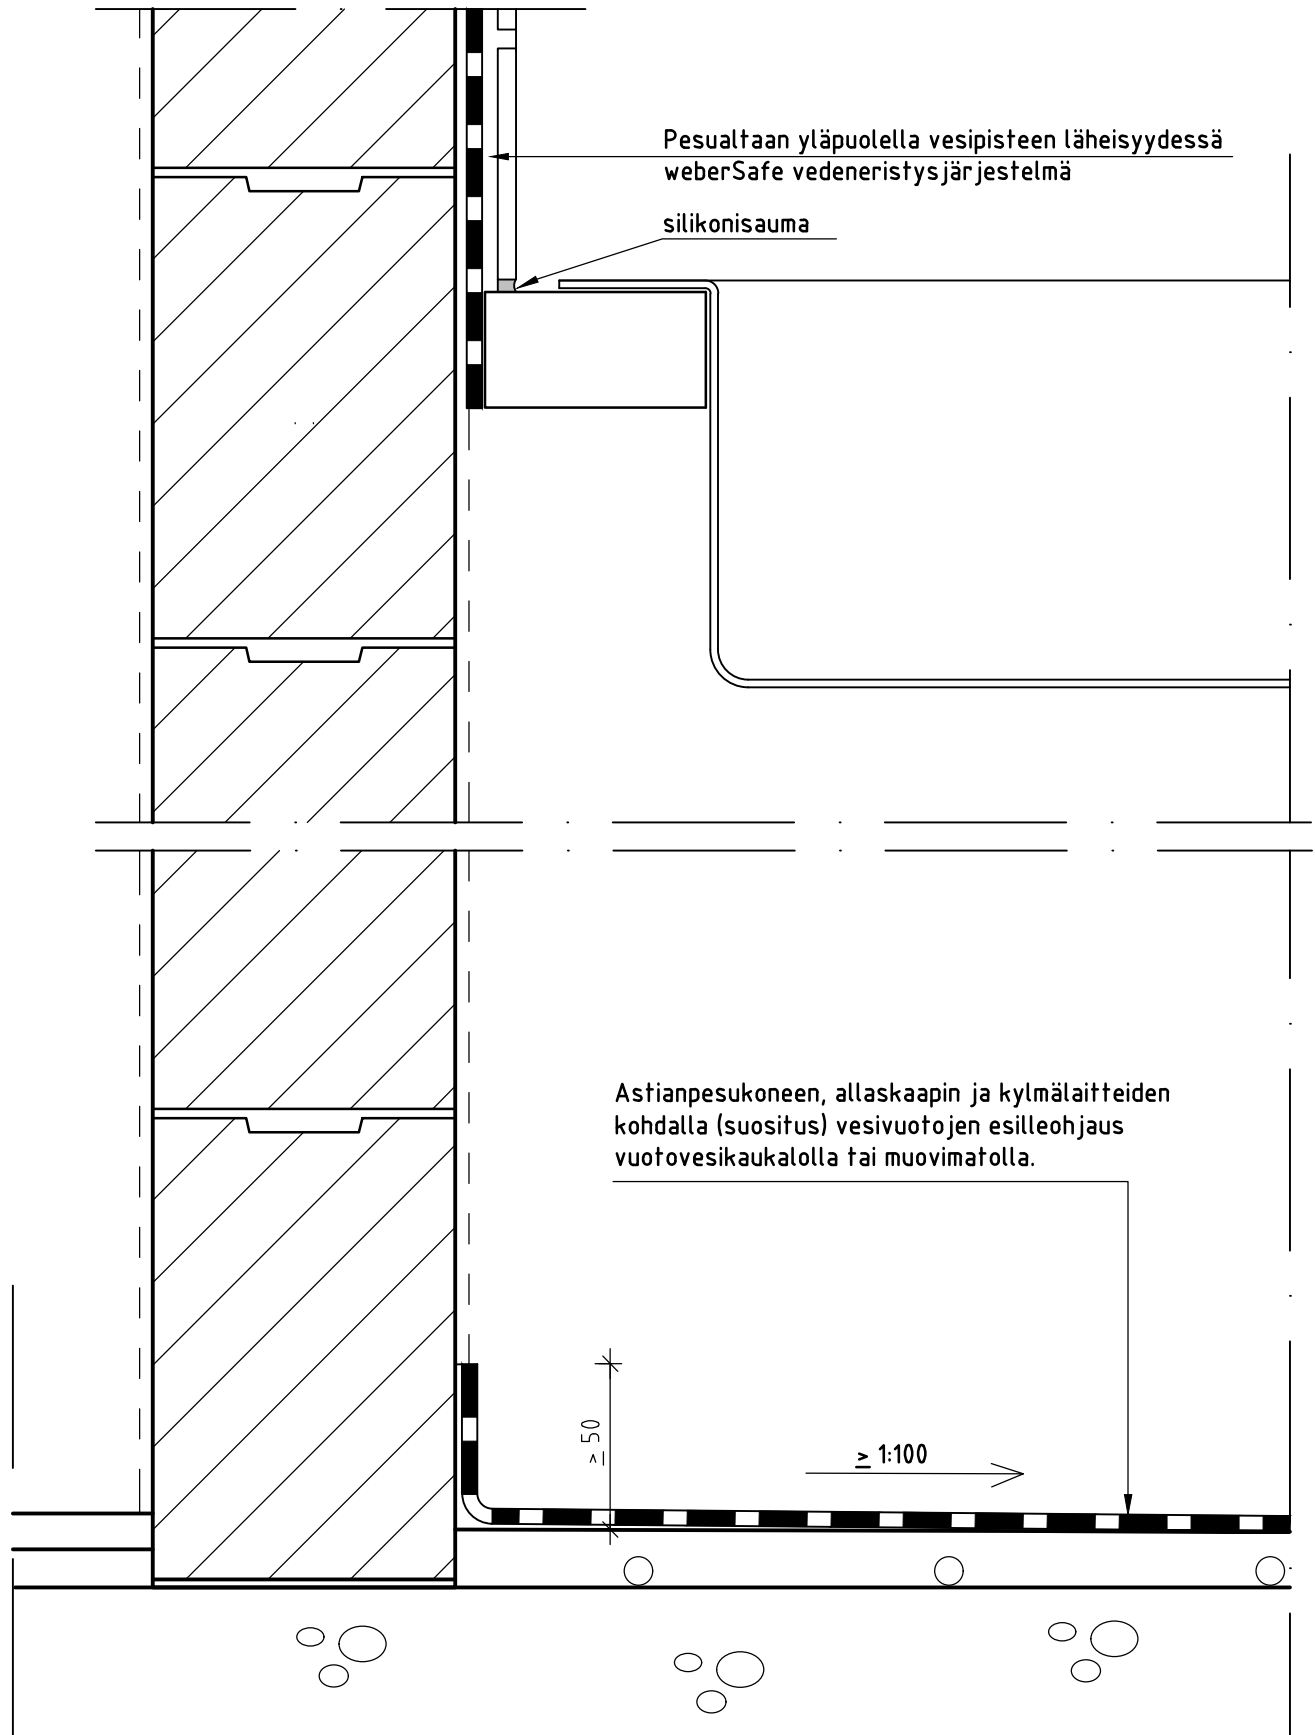 Pesualtaan yläpuolella vesipisteen läheisyydessä
weberSafe vedeneristysjärjestelmä
silikonisauma
Astianpesukoneen, allaskaapin ja kylmälaitteiden
kohdalla (suositus) vesivuotojen esilleohjaus
vuotovesikaukalolla tai muovimatolla.
≥ 50
≥ 1:100